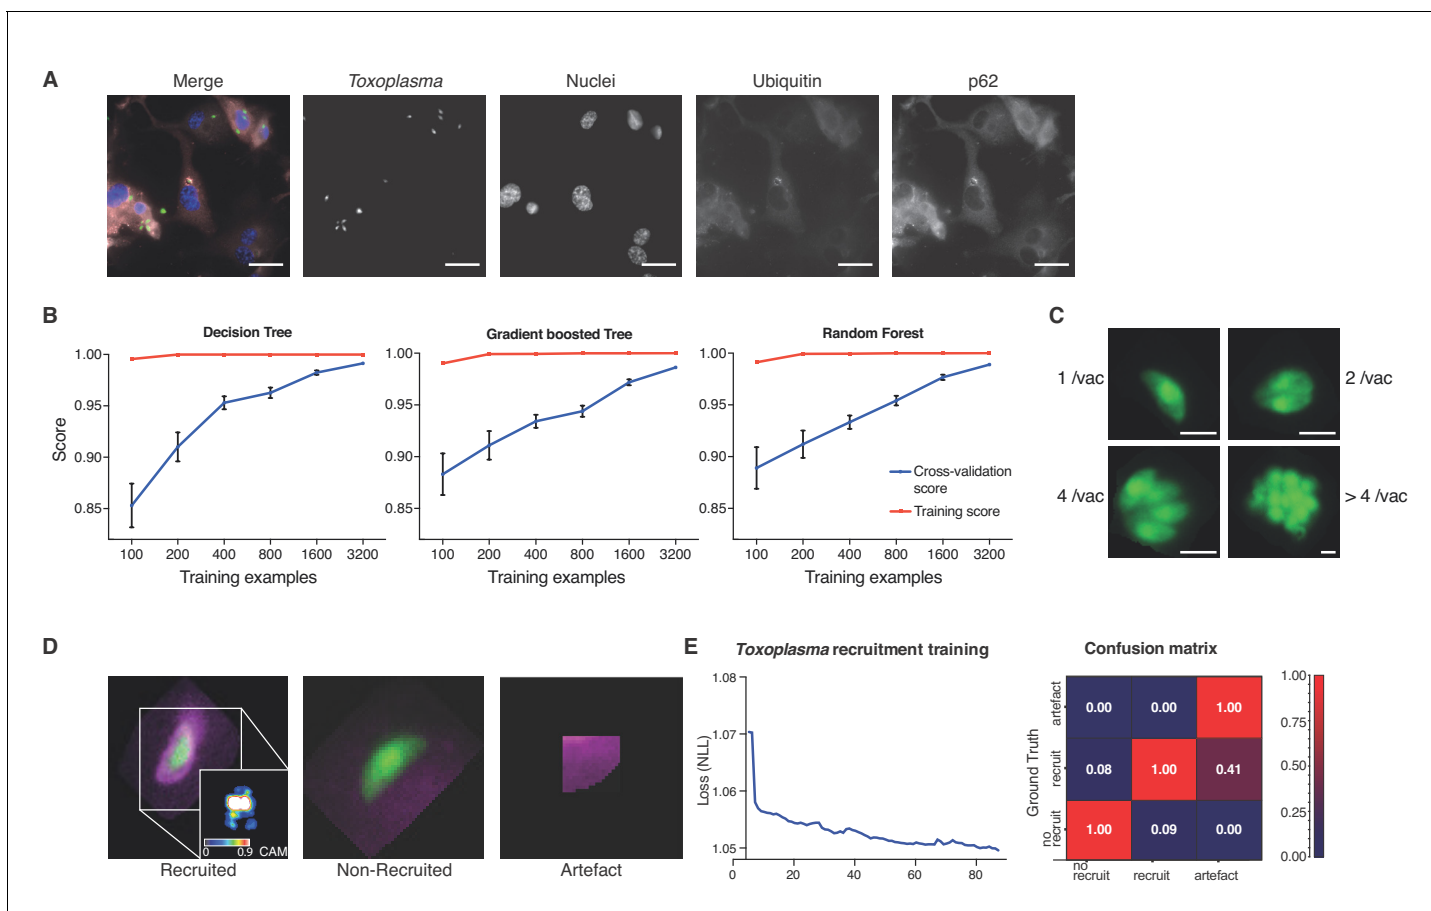 A
Merge
Toxoplasma
Nuclei
Ubiquitin
p62
B
Decision Tree
Gradient boosted Tree
Random Forest
Score
1.00
0.95
0.90
0.85
100
200
400
800
1600
3200
Training examples
1.00
0.95
0.90
0.85
100
200
400
800
1600
3200
Training examples
1.00
0.95
0.90
0.85
100
200
400
800
1600
3200
Training examples
Cross-validation
score
Training score
C
1 /vac
2 /vac
4 /vac
> 4 /vac
D
0
0.9
CAM
Recruited
Non-Recruited
Artefact
E
Toxoplasma recruitment training
Loss (NLL)
1.08
1.07
1.06
1.05
0
20
40
60
80
Confusion matrix
Ground Truth
artefact
recruit
no
recruit
0.00
0.00
1.00
0.08
1.00
0.41
1.00
0.09
0.00
no
recruit
recruit
artefact
1.00
0.75
0.50
0.25
0.00